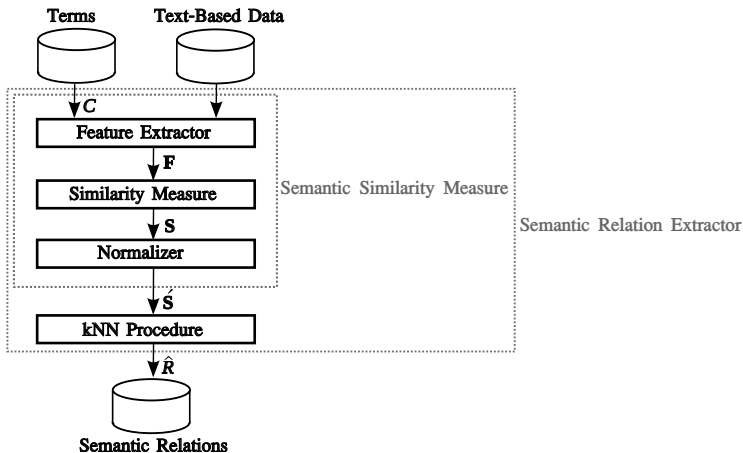 Terms
Text-Based Data
C
Feature Extractor
F
Similarity Measure
Semantic Similarity Measure
S
Semantic Relation Extractor
Normalizer
Ś
kNN Procedure
R̂
Semantic Relations